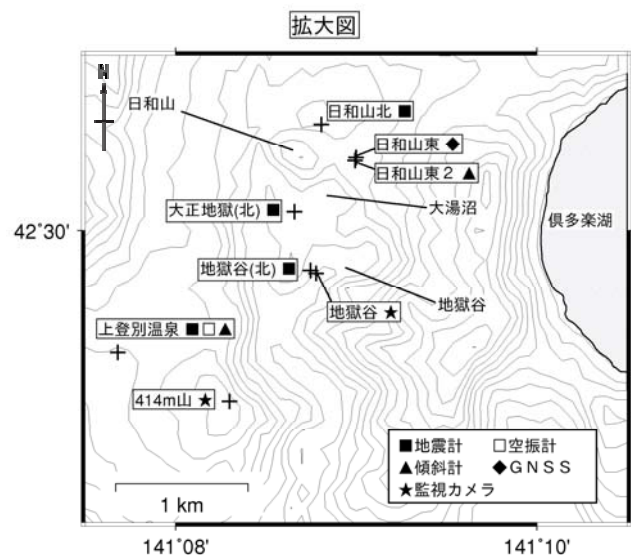 拡大図
N
日和山
日和山北 ■
日和山東 ◆
日和山東2 ▲
大正地獄(北) ■
大湯沼
倶多楽湖
42°30'
地獄谷(北) ■
地獄谷
地獄谷 ★
上登別温泉 ■□▲
414m山 ★
■地震計 □空振計
▲傾斜計 ◆GNSS
★監視カメラ
1 km
141°08' 141°10'